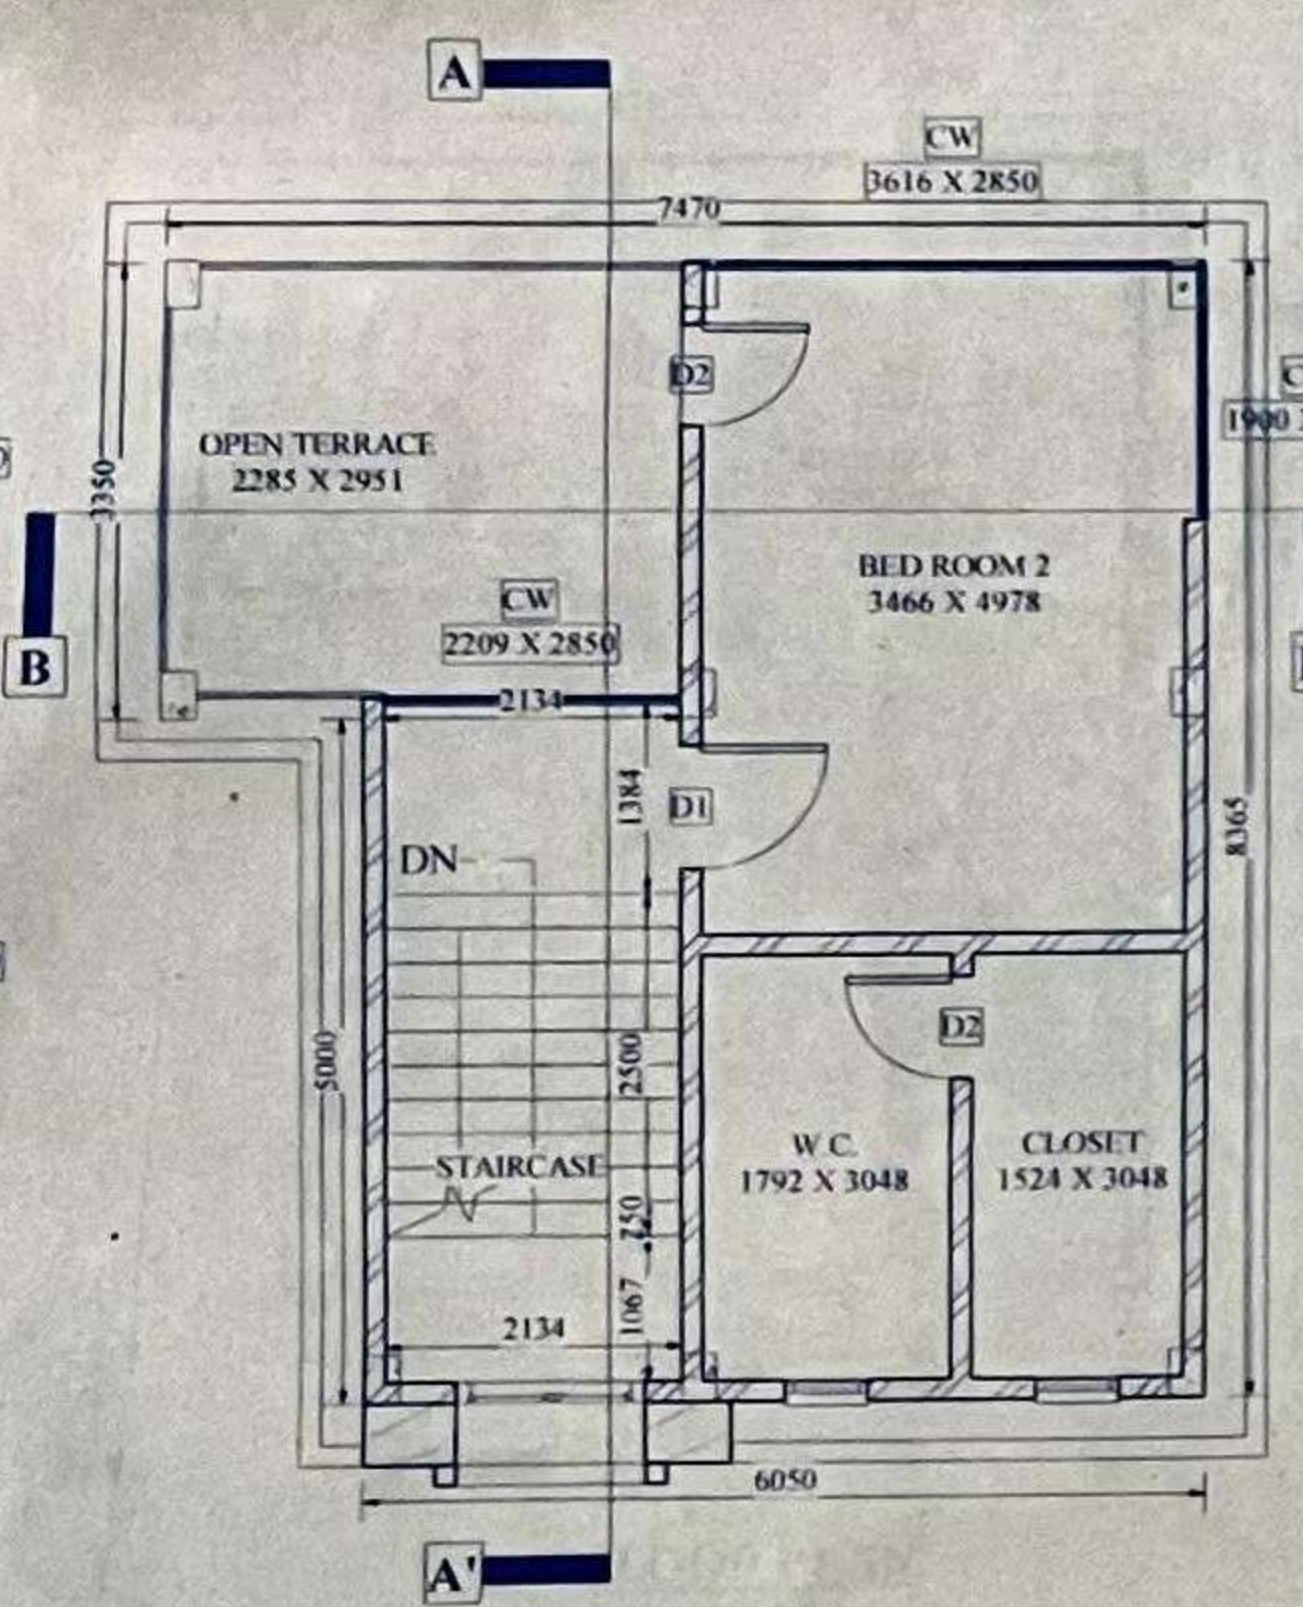 A
CW
3616 X 2850
7470
D2
1900
OPEN TERRACE
2285 X 2951
3350
BED ROOM 2
3466 X 4978
CW
2209 X 2850
B
2134
1384
D1
8365
DN
D2
5000
2500
W C.
1792 X 3048
CLOSET
1524 X 3048
STAIRCASE
250
1067
2134
6050
A'